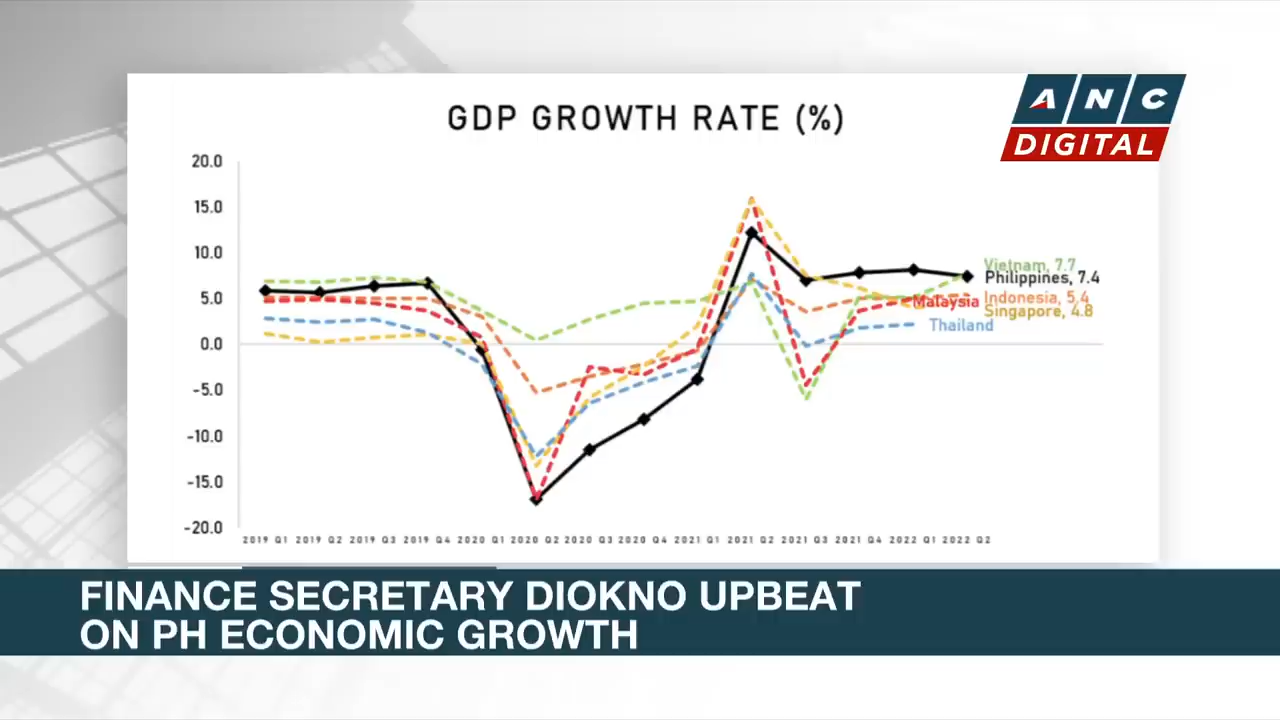 GDP GROWTH RATE (%)
ANC
DIGITAL
20.0
15.0
10.0
5.0
0.0
-5.0
-10.0
-15.0
-20.0
Vietnam, 7.7
Philippines, 7.4
Malaysia
Indonesia, 5.4
Singapore, 4.8
Thailand
2019 Q1 2019 Q2 2019 Q3 2019 Q4 2020 Q1 2020 Q2 2020 Q3 2020 Q4 2021 Q1 2021 Q2 2021 Q3 2021 Q4 2022 Q1 2022 Q2
FINANCE SECRETARY DIOKNO UPBEAT
ON PH ECONOMIC GROWTH